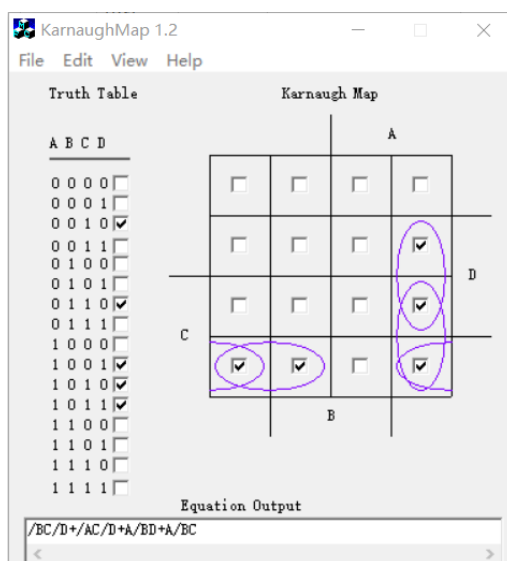 KarnaughMap 1.2
File Edit View Help
Truth Table
Karnaugh Map
A
A B C D
0 0 0 0
0 0 0 1
0 0 1 0
0 0 1 1
0 1 0 0
0 1 0 1
0 1 1 0
0 1 1 1
1 0 0 0
1 0 0 1
1 0 1 0
1 0 1 1
1 1 0 0
1 1 0 1
1 1 1 0
1 1 1 1
D
C
B
Equation Output
/BC/D+/AC/D+A/BD+A/BC